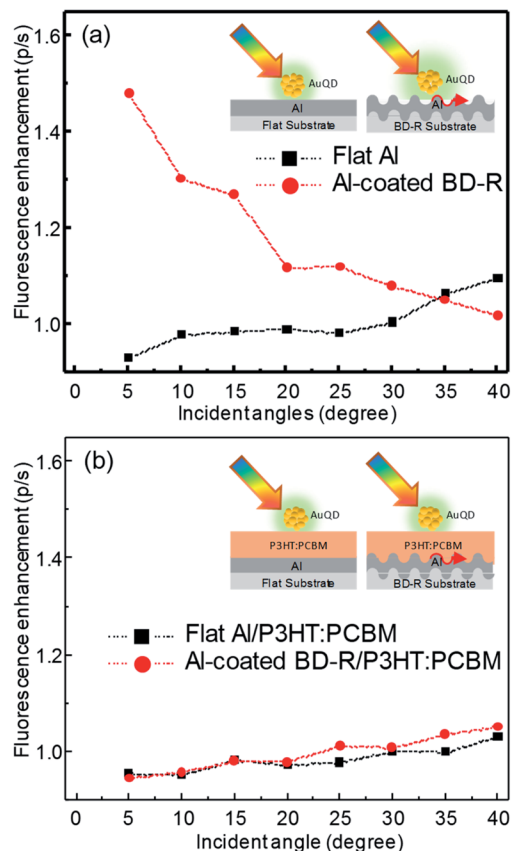 (a)
Fluorescence enhancement (p/s)
1.6
1.4
1.2
1.0
AuQD
AuQD
Al
Al
Flat Substrate
BD-R Substrate
Flat Al
Al-coated BD-R
0 5 10 15 20 25 30 35 40
Incident angles (degree)
(b)
Fluorescence enhancement (p/s)
1.6
1.4
1.2
1.0
AuQD
AuQD
P3HT:PCBM
P3HT:PCBM
Al
Al
Flat Substrate
BD-R Substrate
Flat Al/P3HT:PCBM
Al-coated BD-R/P3HT:PCBM
0 5 10 15 20 25 30 35 40
Incident angle (degree)